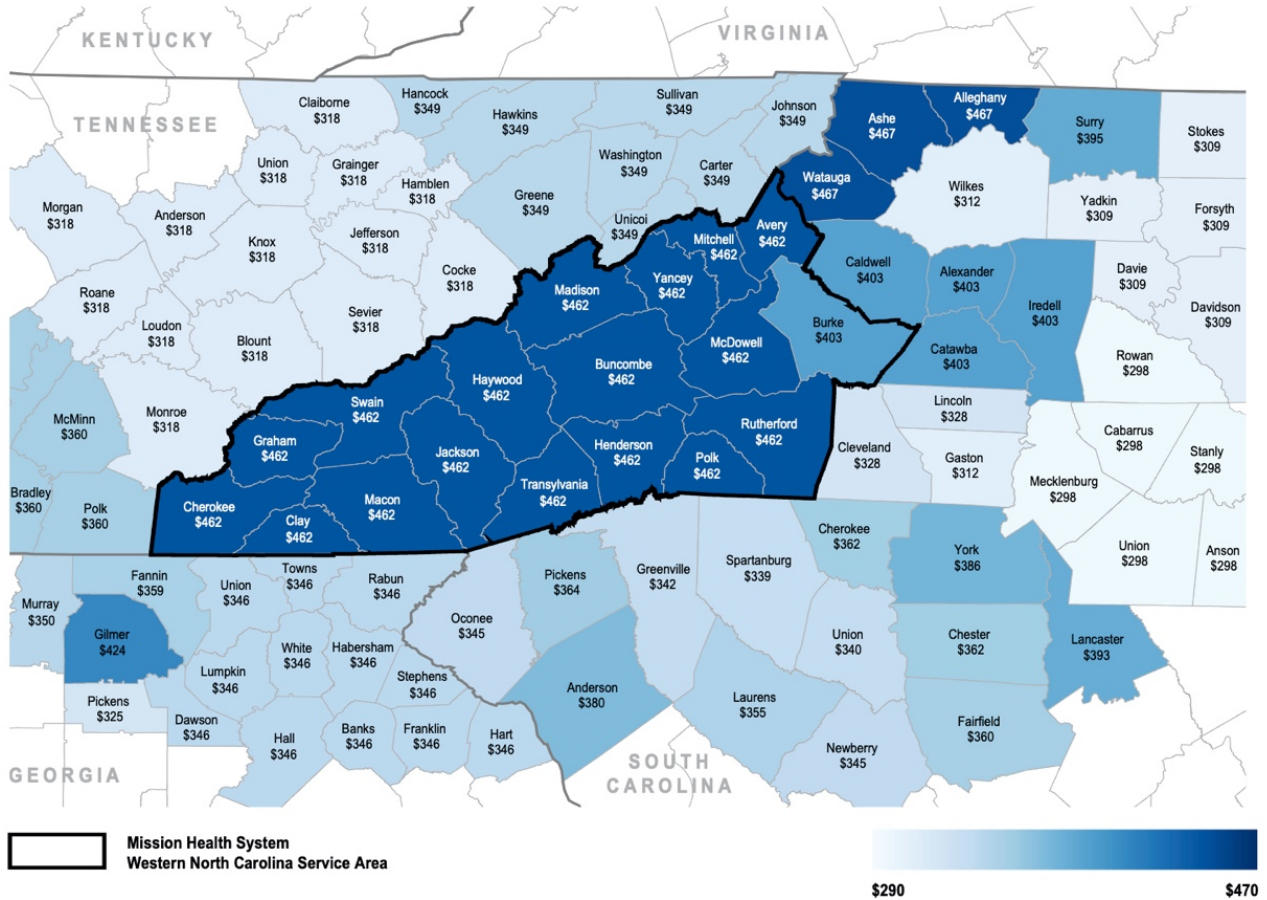 KENTUCKY
VIRGINIA
TENNESSEE
Claiborne
$318
Hancock
$349
Hawkins
$349
Sullivan
$349
Johnson
$349
Ashe
$467
Alleghany
$467
Surry
$395
Stokes
$309
Union
$318
Grainger
$318
Hamblen
$318
Greene
$349
Washington
$349
Carter
$349
Watauga
$467
Wilkes
$312
Yadkin
$309
Forsyth
$309
Morgan
$318
Anderson
$318
Knox
$318
Jefferson
$318
Cocke
$318
Unicoi
$349
Mitchell
$462
Avery
$462
Caldwell
$403
Alexander
$403
Iredell
$403
Davie
$309
Davidson
$309
Roane
$318
Loudon
$318
Blount
$318
Sevier
$318
Madison
$462
Yancey
$462
McDowell
$462
Burke
$403
Catawba
$403
Rowan
$298
McMinn
$360
Monroe
$318
Swain
$462
Haywood
$462
Buncombe
$462
Lincoln
$328
Graham
$462
Jackson
$462
Henderson
$462
Polk
$462
Rutherford
$462
Cleveland
$328
Gaston
$312
Cabarrus
$298
Stanly
$298
Mecklenburg
$298
Bradley
$360
Polk
$360
Cherokee
$462
Clay
$462
Macon
$462
Transylvania
$462
Cherokee
$362
York
$386
Union
$298
Anson
$298
Murray
$350
Fannin
$359
Union
$346
Towns
$346
Rabun
$346
Oconee
$345
Pickens
$364
Greenville
$342
Spartanburg
$339
Gilmer
$424
Lumpkin
$346
White
$346
Habersham
$346
Stephens
$346
Union
$340
Chester
$362
Lancaster
$393
Pickens
$325
Dawson
$346
Hall
$346
Banks
$346
Franklin
$346
Hart
$346
Anderson
$380
Laurens
$355
Newberry
$345
Fairfield
$360
GEORGIA
SOUTH
CAROLINA
Mission Health System
Western North Carolina Service Area
$290
$470